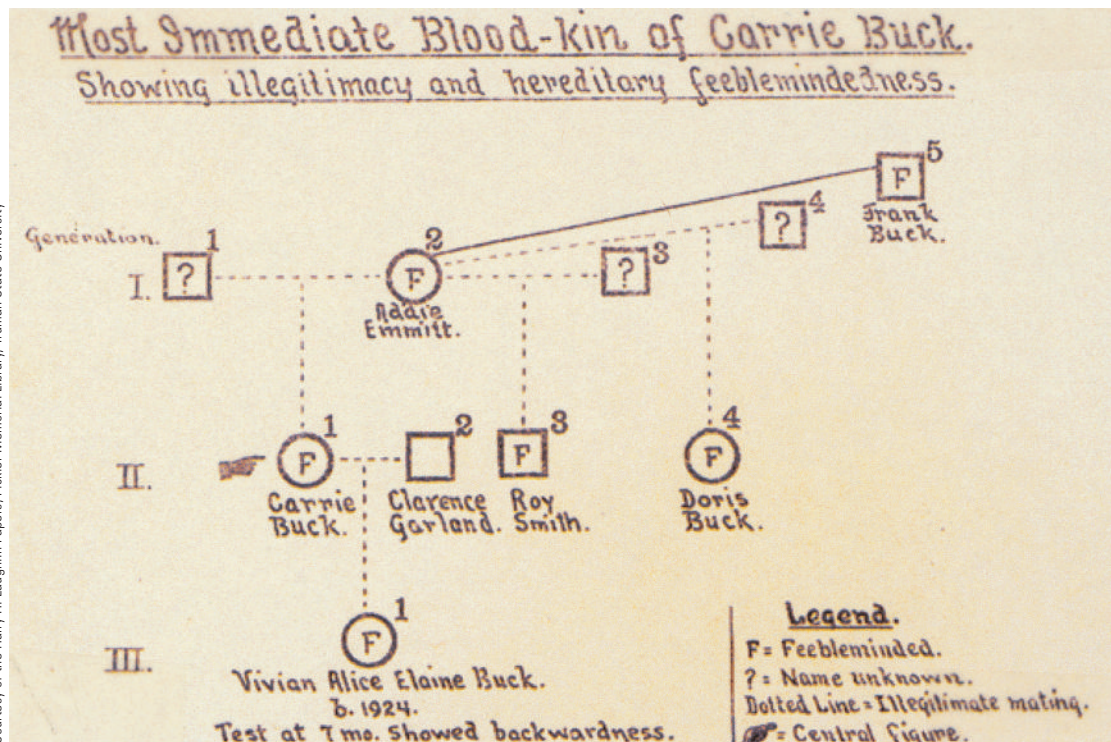 Most Immediate Blood-kin of Carrie Buck.
Showing illegitimacy and hereditary feeblemindedness.
Generation.
I.
1
?
2
F
Addie
Emmitt.
3
?
4
?
5
F
Frank
Buck.
II.
1
F
Carrie
Buck.
2
Clarence
Garland.
3
F
Roy
Smith.
4
F
Doris
Buck.
III.
1
F
Vivian Alice Elaine Buck.
b. 1924.
Test at 7 mo. showed backwardness.
Legend.
F = Feebleminded.
? = Name unknown.
Dotted Line = Illegitimate mating.
= Central figure.